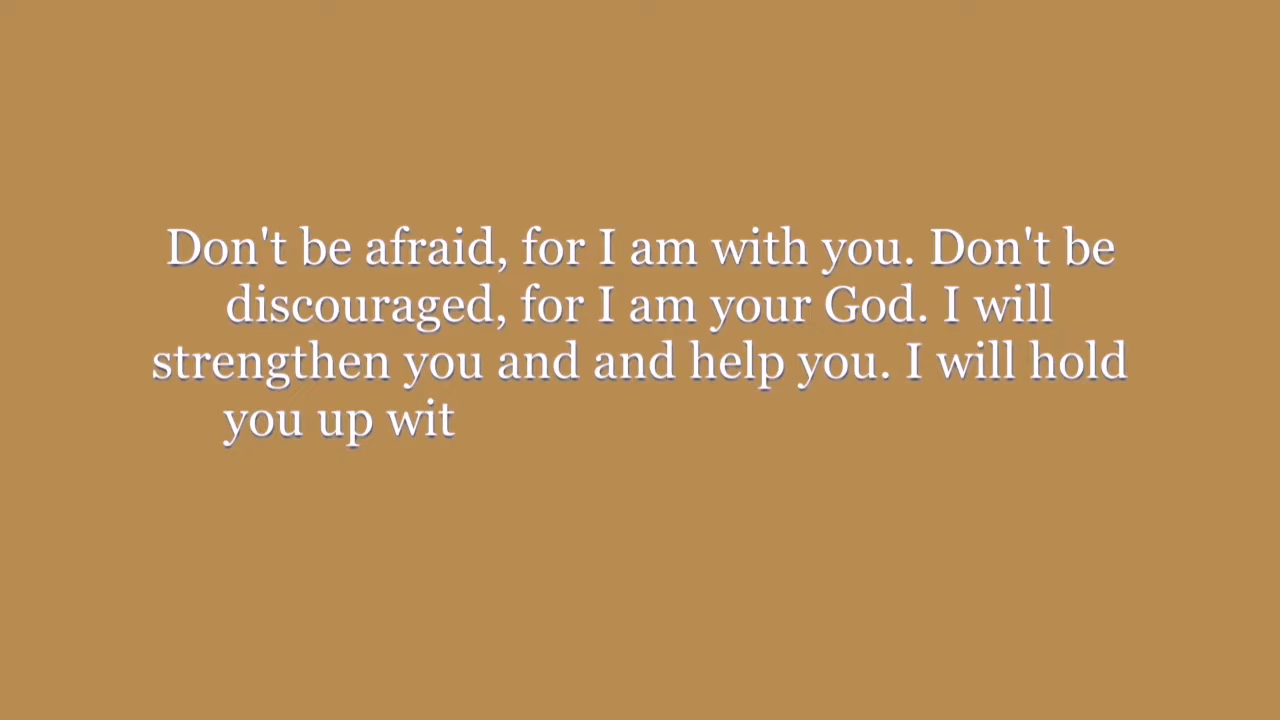 Don't be afraid, for I am with you. Don't be
discouraged, for I am your God. I will
strengthen you and and help you. I will hold
you up wit